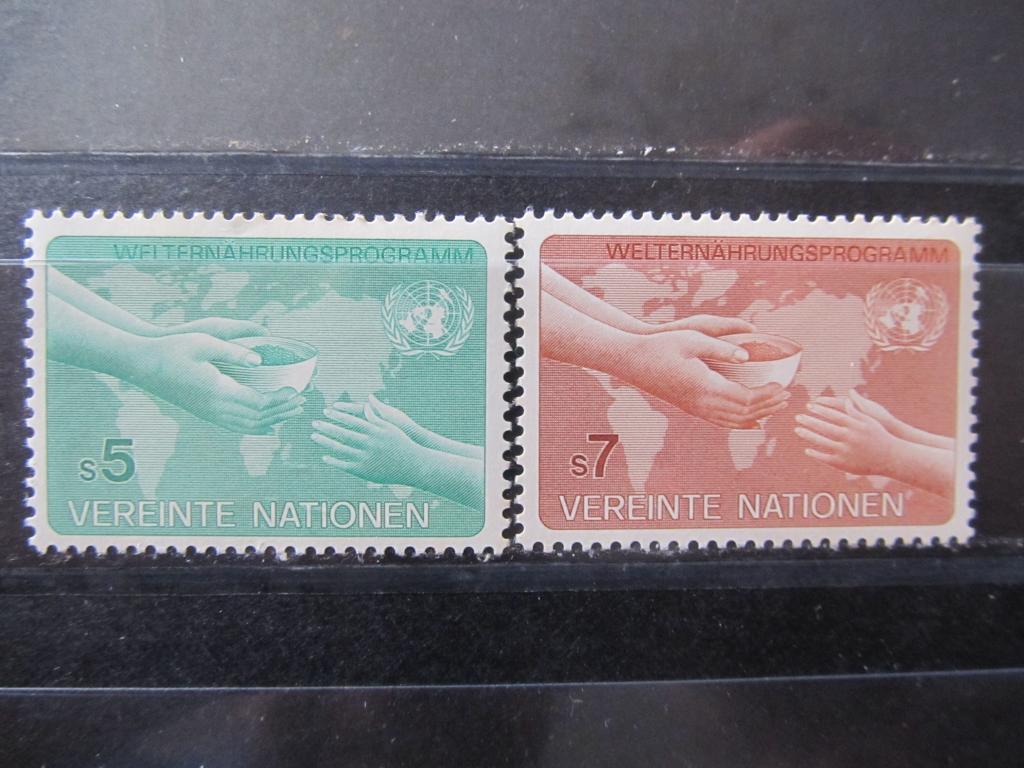 WELTERNÄHRUNGSPROGRAMM
S5
VEREINTE NATIONEN
WELTERNÄHRUNGSPROGRAMM
S7
VEREINTE NATIONEN